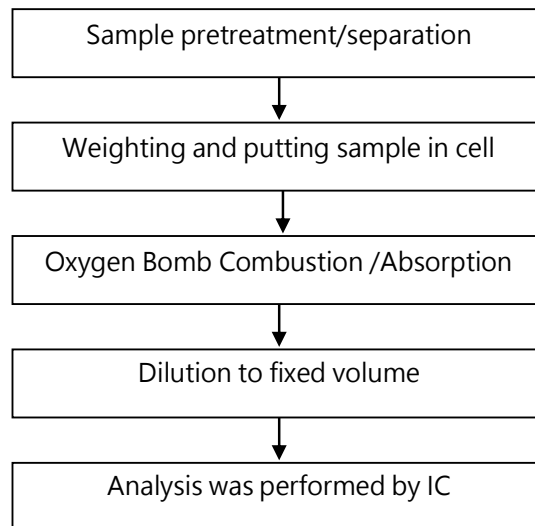 Sample pretreatment/separation
Weighting and putting sample in cell
Oxygen Bomb Combustion /Absorption
Dilution to fixed volume
Analysis was performed by IC